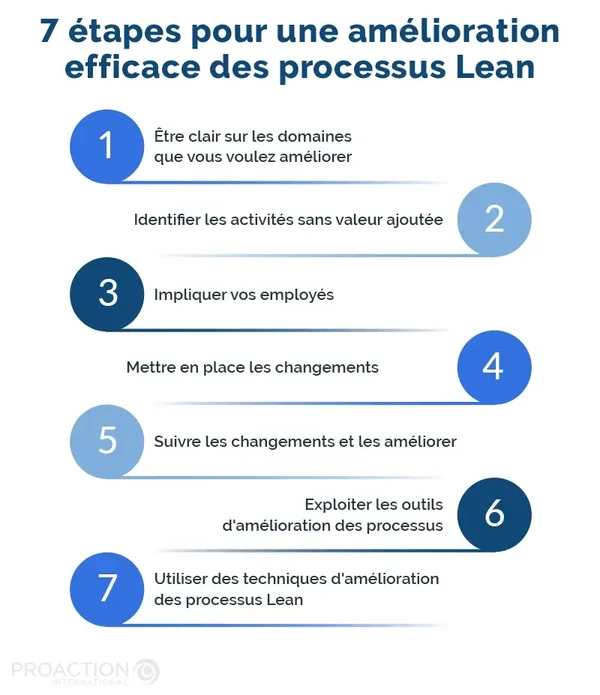 7 étapes pour une amélioration
efficace des processus Lean
1
Être clair sur les domaines
que vous voulez améliorer
Identifier les activités sans valeur ajoutée
2
3
Impliquer vos employés
Mettre en place les changements
4
5
Suivre les changements et les améliorer
Exploiter les outils
d'amélioration des processus
6
7
Utiliser des techniques d'amélioration
des processus Lean
PROACTION
INTERNATIONAL